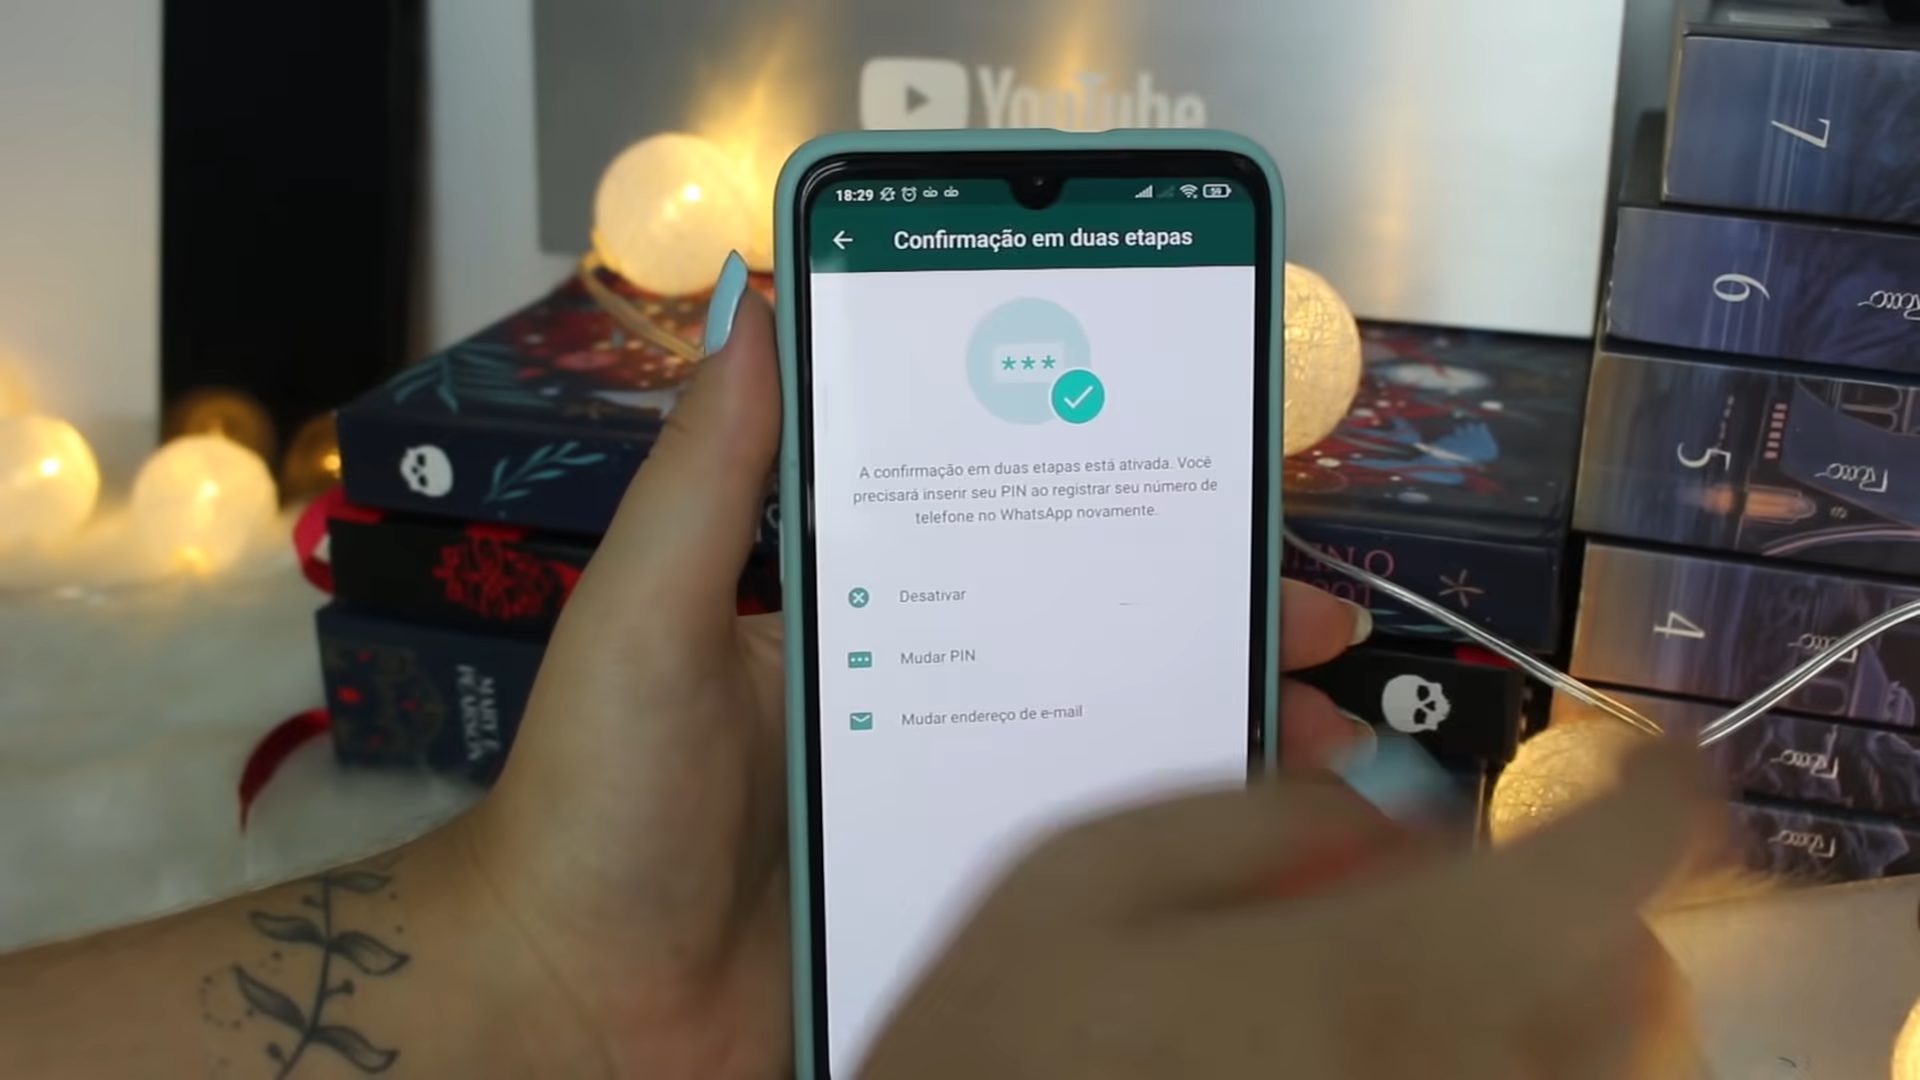 YouTube
18:29
59
Confirmação em duas etapas
***
A confirmação em duas etapas está ativada. Você
precisará inserir seu PIN ao registrar seu número de
telefone no WhatsApp novamente.
Desativar
Mudar PIN
Mudar endereço de e-mail
7
6
5
4